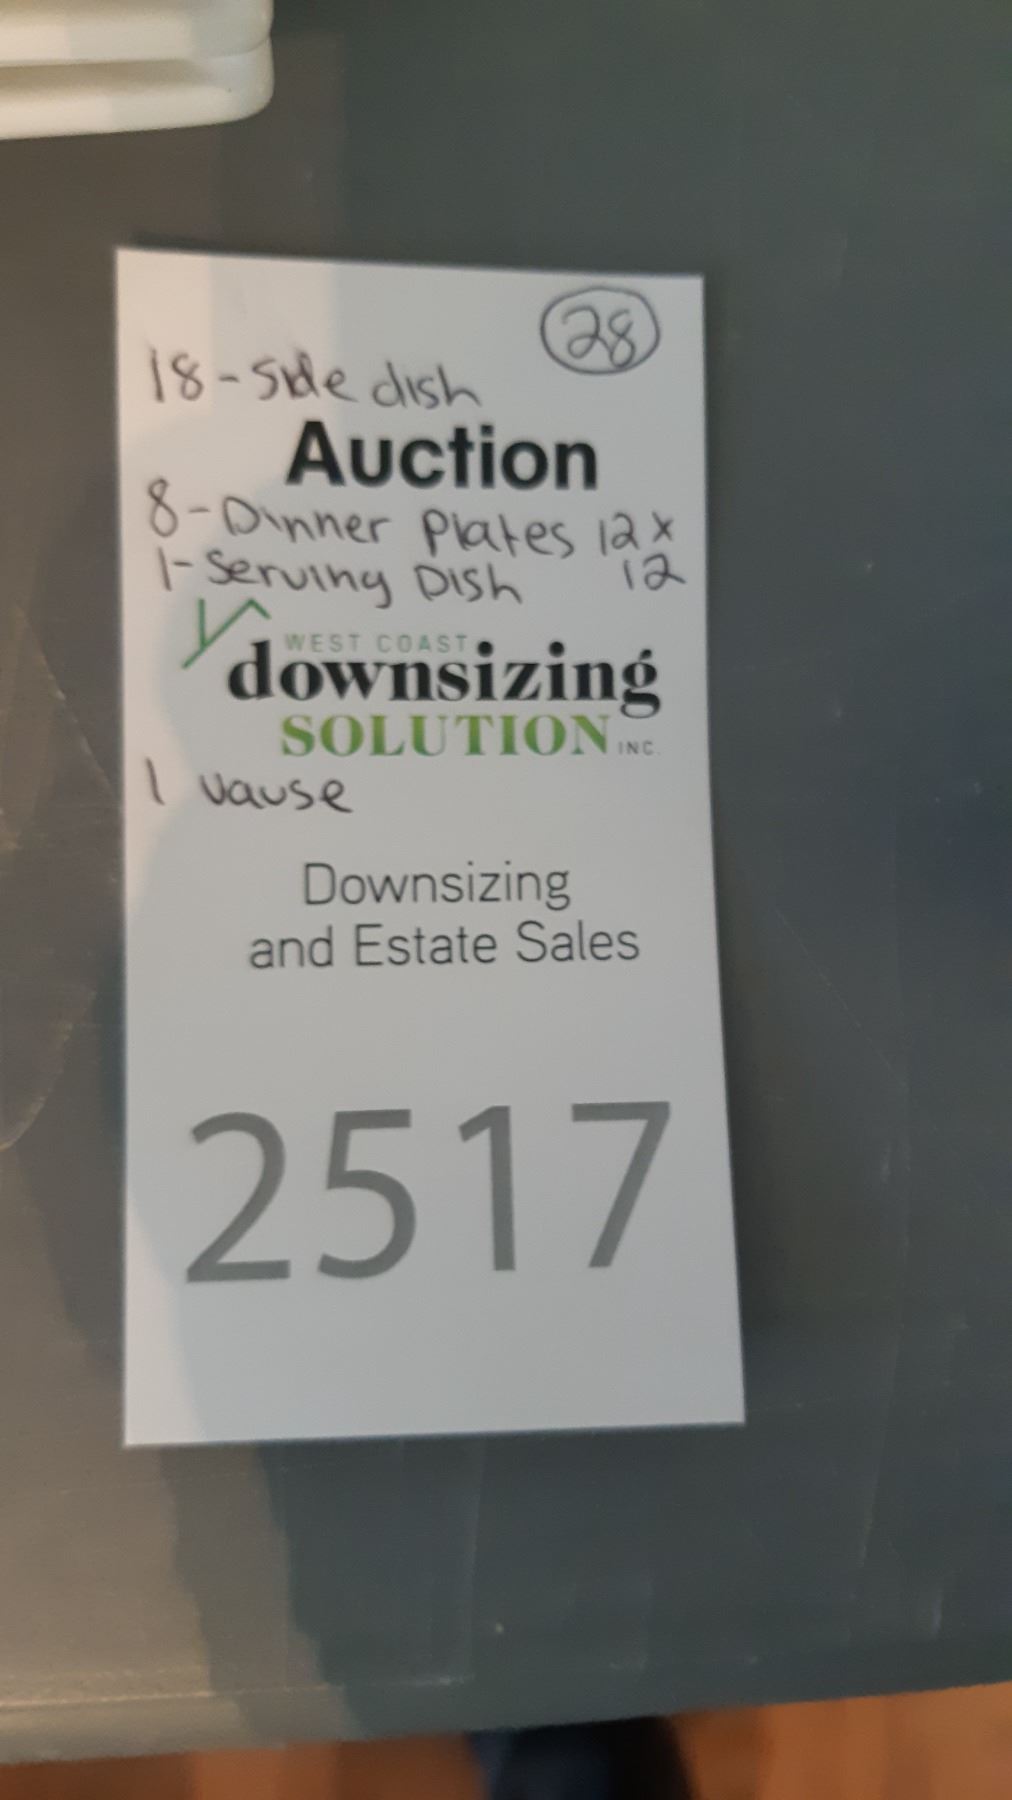 28
18-Side dish
Auction
8-Dinner Plates 12x
1-Serving Dish 12
WEST COAST
downsizing
SOLUTION INC.
1 Vause
Downsizing
and Estate Sales
2517